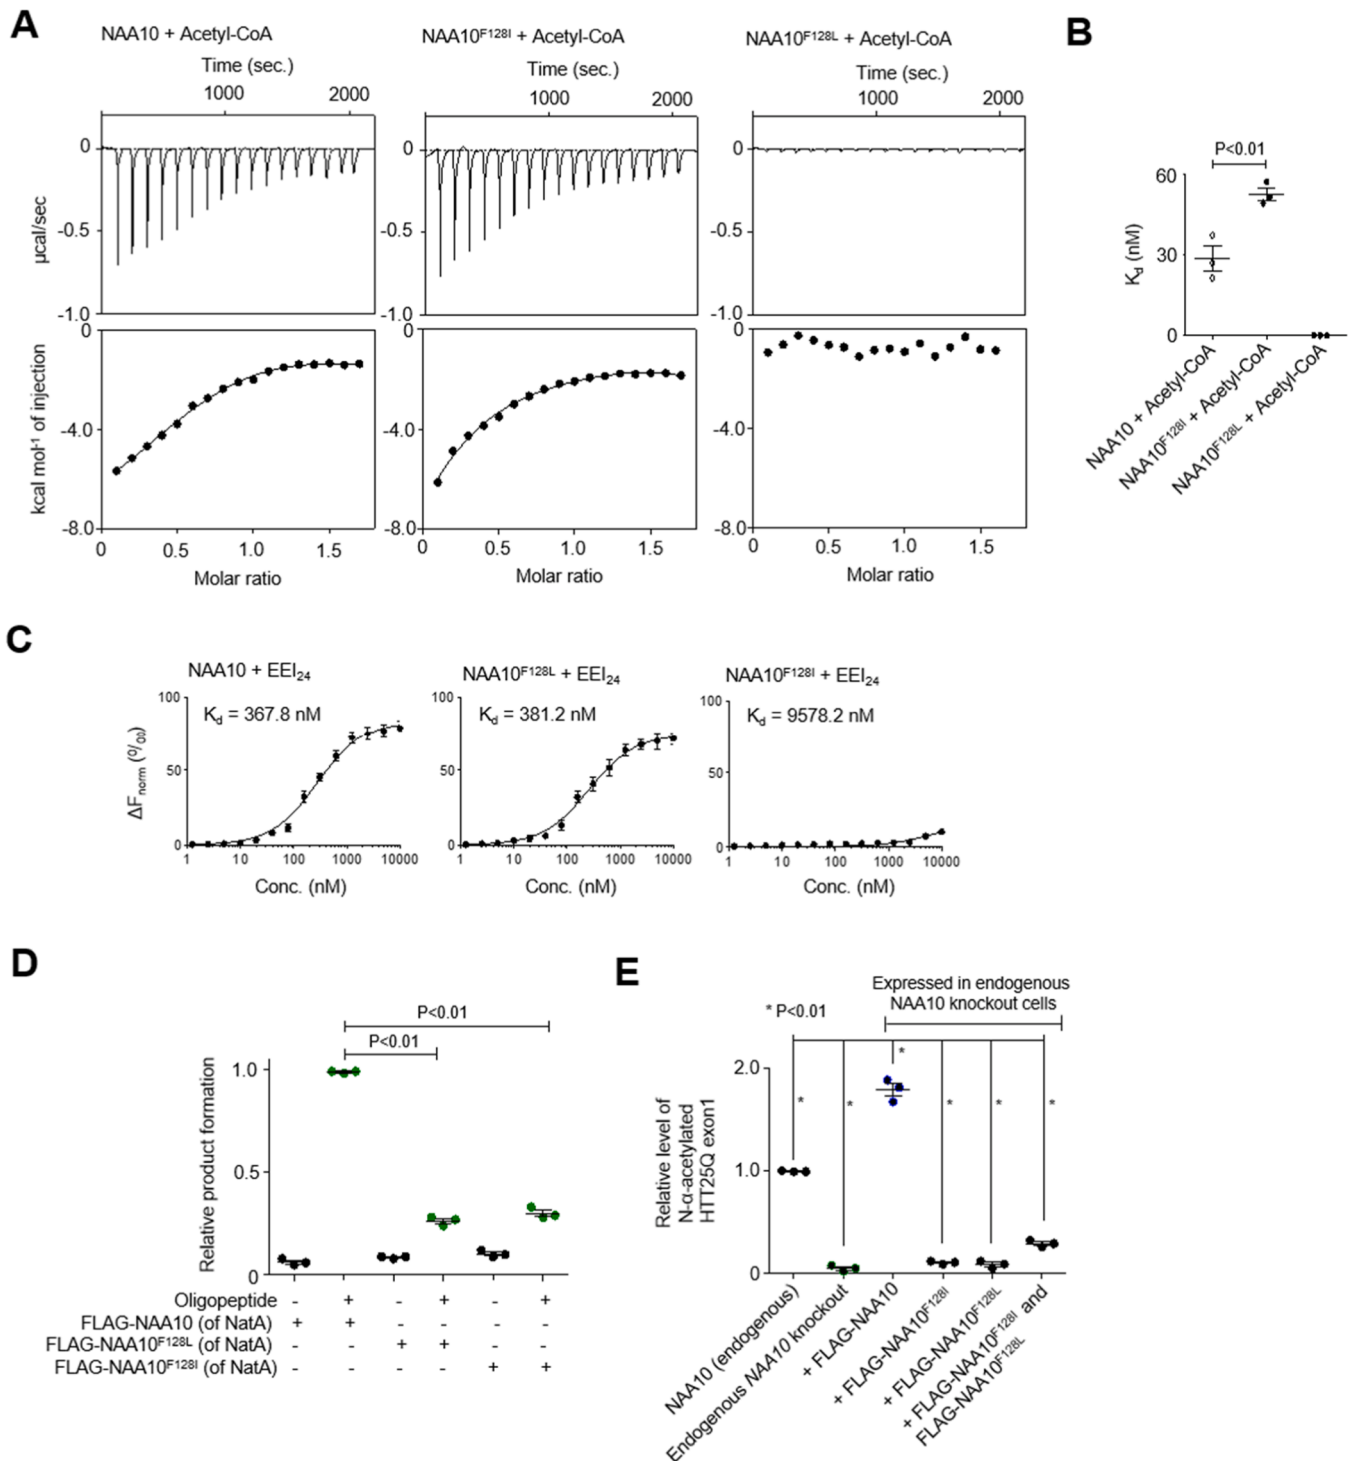 A
NAA10 + Acetyl-CoA
Time (sec.)
1000 2000
0
-0.5
-1.0
µcal/sec
0
-4.0
-8.0
kcal mol-1 of injection
0 0.5 1.0 1.5
Molar ratio
NAA10F128I + Acetyl-CoA
Time (sec.)
1000 2000
0
-0.5
-1.0
0
-4.0
-8.0
0 0.5 1.0 1.5
Molar ratio
NAA10F128L + Acetyl-CoA
Time (sec.)
1000 2000
0
-0.5
-1.0
0
-4.0
-8.0
0 0.5 1.0 1.5
Molar ratio
B
P<0.01
60
30
0
Kd (nM)
NAA10 + Acetyl-CoA
NAA10F128I + Acetyl-CoA
NAA10F128L + Acetyl-CoA
C
NAA10 + EEI24
Kd = 367.8 nM
100
50
0
ΔFnorm (⁰/₀₀)
1 10 100 1000 10000
Conc. (nM)
NAA10F128L + EEI24
Kd = 381.2 nM
100
50
0
1 10 100 1000 10000
Conc. (nM)
NAA10F128I + EEI24
Kd = 9578.2 nM
100
50
0
1 10 100 1000 10000
Conc. (nM)
D
P<0.01
P<0.01
1.0
0.5
0
Relative product formation
Oligopeptide - + - + - +
FLAG-NAA10 (of NatA) + + - - - -
FLAG-NAA10F128L (of NatA) - - + + - -
FLAG-NAA10F128I (of NatA) - - - - + +
E
Expressed in endogenous
NAA10 knockout cells
* P<0.01
*
* * * * *
2.0
1.0
0
Relative level of
N-α-acetylated
HTT25Q exon1
NAA10 (endogenous)
Endogenous NAA10 knockout
+ FLAG-NAA10
+ FLAG-NAA10F128I
+ FLAG-NAA10F128L
+ FLAG-NAA10F128I and
FLAG-NAA10F128L